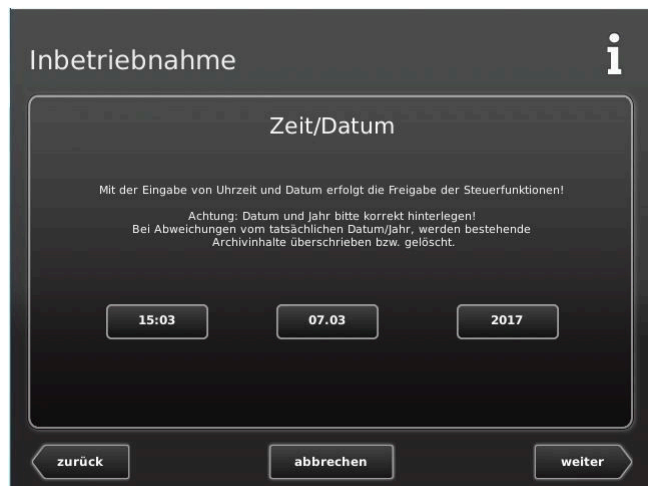 Inbetriebnahme
i
Zeit/Datum
Mit der Eingabe von Uhrzeit und Datum erfolgt die Freigabe der Steuerfunktionen!
Achtung: Datum und Jahr bitte korrekt hinterlegen!
Bei Abweichungen vom tatsächlichen Datum/Jahr, werden bestehende
Archivinhalte überschrieben bzw. gelöscht.
15:03 07.03 2017
zurück abbrechen weiter